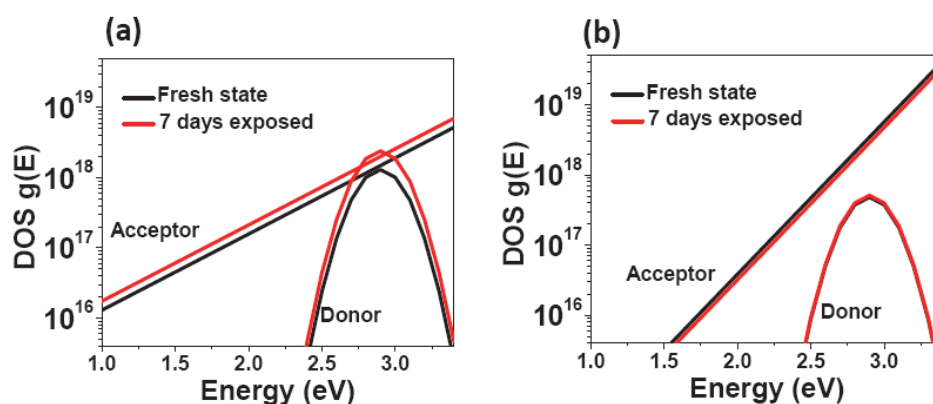 (a)
DOS g(E)
10^19
10^18
10^17
10^16
Fresh state
7 days exposed
Acceptor
Donor
1.0 1.5 2.0 2.5 3.0
Energy (eV)
(b)
DOS g(E)
10^19
10^18
10^17
10^16
Fresh state
7 days exposed
Acceptor
Donor
1.0 1.5 2.0 2.5 3.0
Energy (eV)